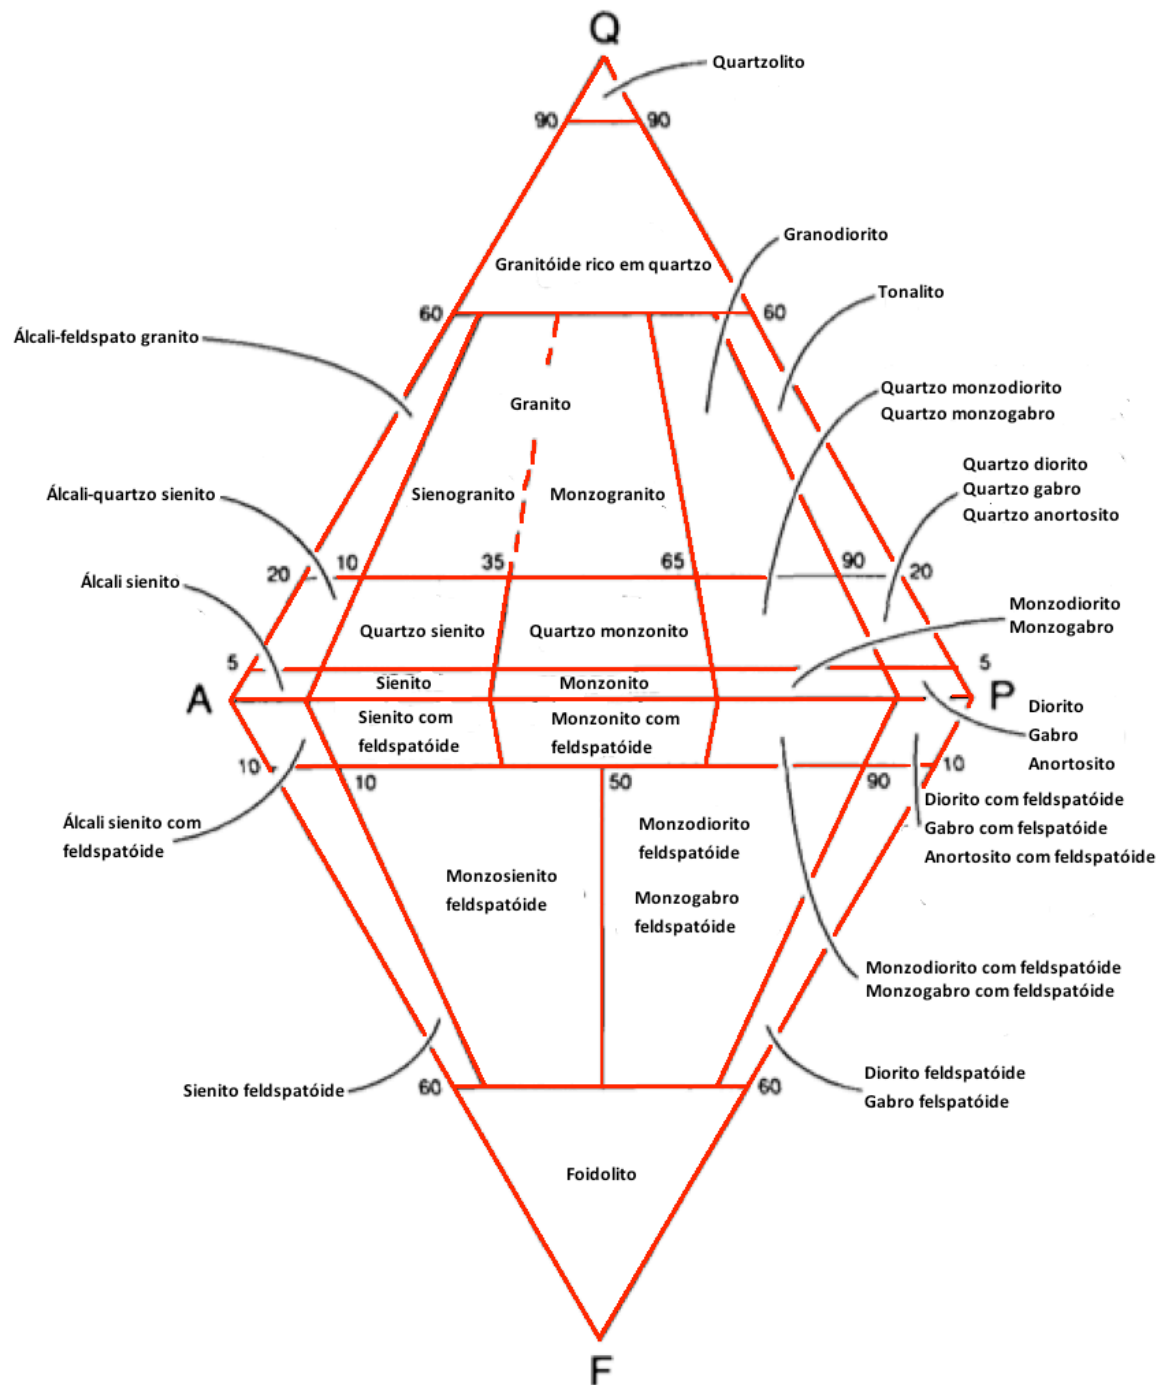 Q
Quartzolito
90
90
Granodiorito
Granitóide rico em quartzo
Tonalito
60
60
Álcali-feldspato granito
Quartzo monzodiorito
Quartzo monzogabro
Granito
Quartzo diorito
Quartzo gabro
Quartzo anortosito
Álcali-quartzo sienito
Sienogranito
Monzogranito
20
10
35
65
90
20
Álcali sienito
Monzodiorito
Monzogabro
Quartzo sienito
Quartzo monzonito
5
5
Sienito
Monzonito
A
P
Diorito
Gabro
Anortosito
Sienito com
feldspatóide
Monzonito com
feldspatóide
10
10
50
90
10
Diorito com feldspatóide
Gabro com felspatóide
Anortosito com feldspatóide
Álcali sienito com
feldspatóide
Monzodiorito
feldspatóide
Monzosienito
feldspatóide
Monzogabro
feldspatóide
Monzodiorito com feldspatóide
Monzogabro com feldspatóide
Sienito feldspatóide
60
60
Diorito feldspatóide
Gabro felspatóide
Foidolito
F